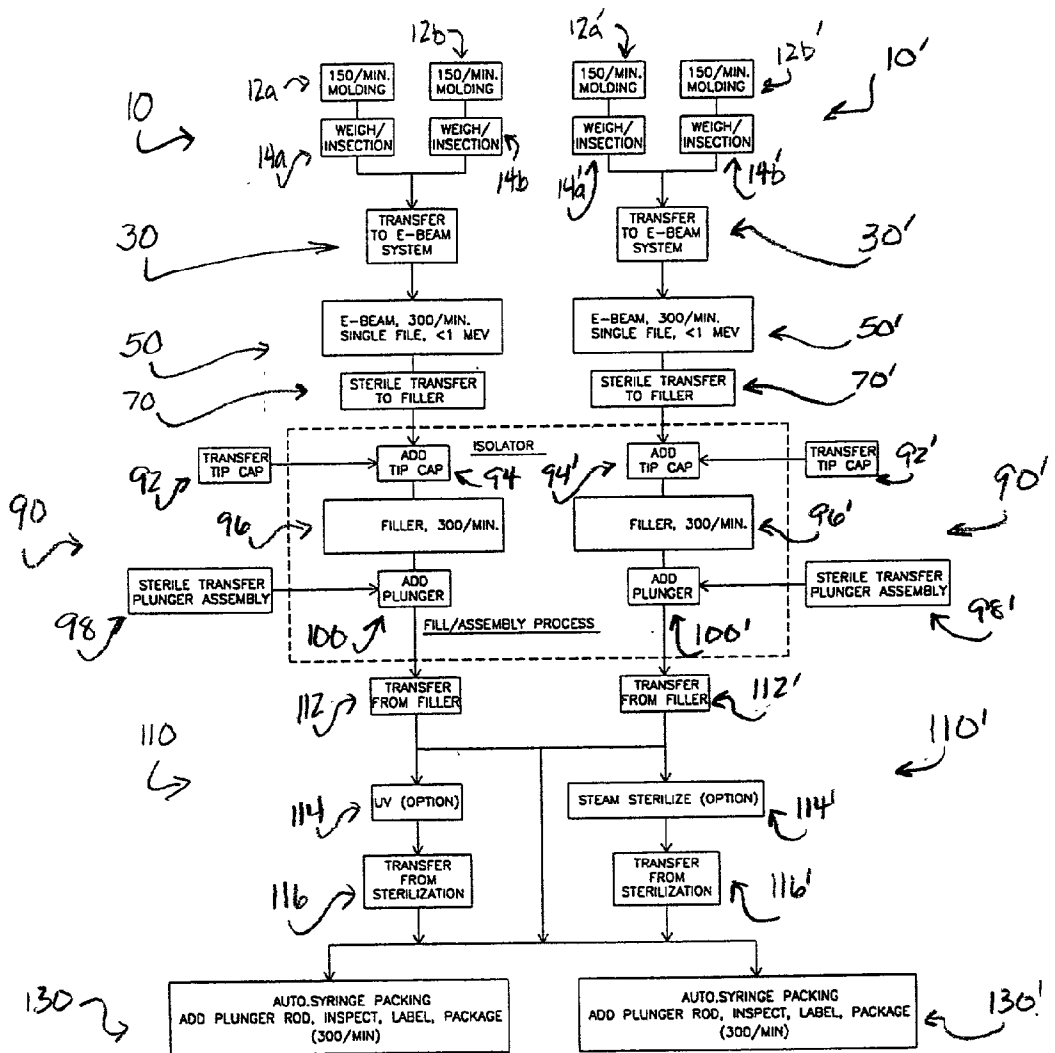 12b
12a'
150/MIN.
MOLDING
150/MIN.
MOLDING
150/MIN.
MOLDING
150/MIN.
MOLDING
12b'
10'
12a
10
WEIGH/
INSECTION
WEIGH/
INSECTION
WEIGH/
INSECTION
WEIGH/
INSECTION
14a
14b
14a'
14b'
30
TRANSFER
TO E-BEAM
SYSTEM
TRANSFER
TO E-BEAM
SYSTEM
30'
50
E-BEAM, 300/MIN.
SINGLE FILE, <1 MEV
E-BEAM, 300/MIN.
SINGLE FILE, <1 MEV
50'
70
STERILE TRANSFER
TO FILLER
STERILE TRANSFER
TO FILLER
70'
ISOLATOR
92
TRANSFER
TIP CAP
ADD
TIP CAP
94
94'
ADD
TIP CAP
TRANSFER
TIP CAP
92'
90
96
FILLER, 300/MIN.
FILLER, 300/MIN.
96'
90'
98
STERILE TRANSFER
PLUNGER ASSEMBLY
ADD
PLUNGER
ADD
PLUNGER
STERILE TRANSFER
PLUNGER ASSEMBLY
98'
100
FILL/ASSEMBLY PROCESS
100'
112
TRANSFER
FROM FILLER
TRANSFER
FROM FILLER
112'
110
110'
114
UV (OPTION)
STEAM STERILIZE (OPTION)
114'
116
TRANSFER
FROM
STERILIZATION
TRANSFER
FROM
STERILIZATION
116'
130
AUTO.SYRINGE PACKING
ADD PLUNGER ROD, INSPECT, LABEL, PACKAGE
(300/MIN)
AUTO.SYRINGE PACKING
ADD PLUNGER ROD, INSPECT, LABEL, PACKAGE
(300/MIN)
130'